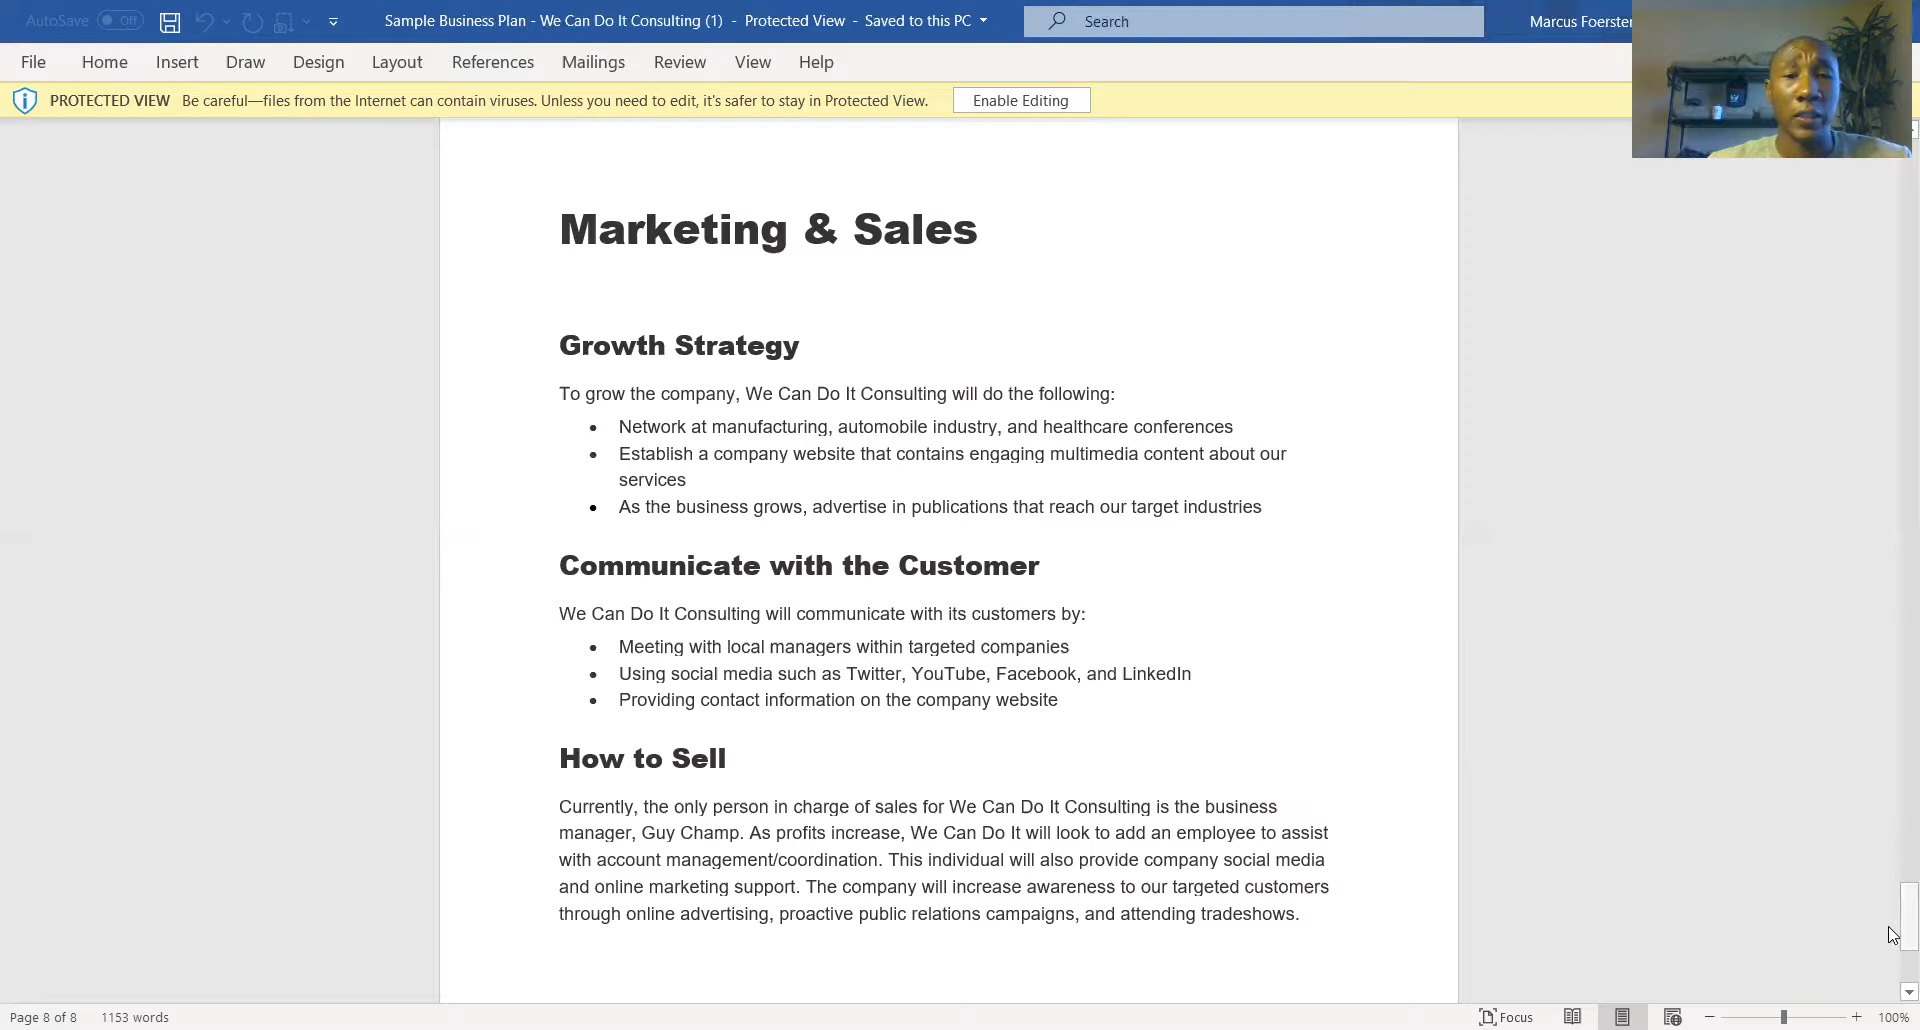 AutoSave Off Sample Business Plan - We Can Do It Consulting (1) - Protected View - Saved to this PC Search Marcus Foerster
File Home Insert Draw Design Layout References Mailings Review View Help
PROTECTED VIEW Be careful—files from the Internet can contain viruses. Unless you need to edit, it's safer to stay in Protected View. Enable Editing
Marketing & Sales
Growth Strategy
To grow the company, We Can Do It Consulting will do the following:
• Network at manufacturing, automobile industry, and healthcare conferences
• Establish a company website that contains engaging multimedia content about our
services
• As the business grows, advertise in publications that reach our target industries
Communicate with the Customer
We Can Do It Consulting will communicate with its customers by:
• Meeting with local managers within targeted companies
• Using social media such as Twitter, YouTube, Facebook, and LinkedIn
• Providing contact information on the company website
How to Sell
Currently, the only person in charge of sales for We Can Do It Consulting is the business
manager, Guy Champ. As profits increase, We Can Do It will look to add an employee to assist
with account management/coordination. This individual will also provide company social media
and online marketing support. The company will increase awareness to our targeted customers
through online advertising, proactive public relations campaigns, and attending tradeshows.
Page 8 of 8 1153 words Focus 100%